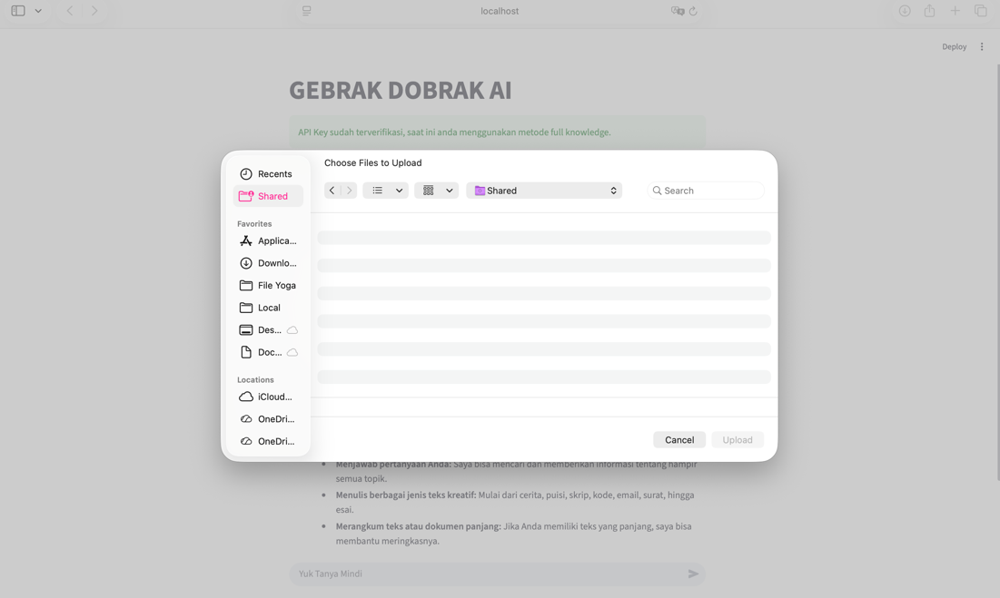 localhost
Deploy
GEBRAK DOBRAK AI
API Key sudah terverifikasi, saat ini anda menggunakan metode full knowledge.
Choose Files to Upload
Recents
Shared
Shared
Search
Favorites
Applica...
Downlo...
File Yoga
Local
Des...
Doc...
Locations
iCloud...
OneDri...
OneDri...
Cancel
Upload
Menjawab pertanyaan Anda: Saya bisa mencari dan memberikan informasi tentang hampir
semua topik.
Menulis berbagai jenis teks kreatif: Mulai dari cerita, puisi, skrip, kode, email, surat, hingga
esai.
Merangkum teks atau dokumen panjang: Jika Anda memiliki teks yang panjang, saya bisa
membantu meringkasnya.
Yuk Tanya Mindi